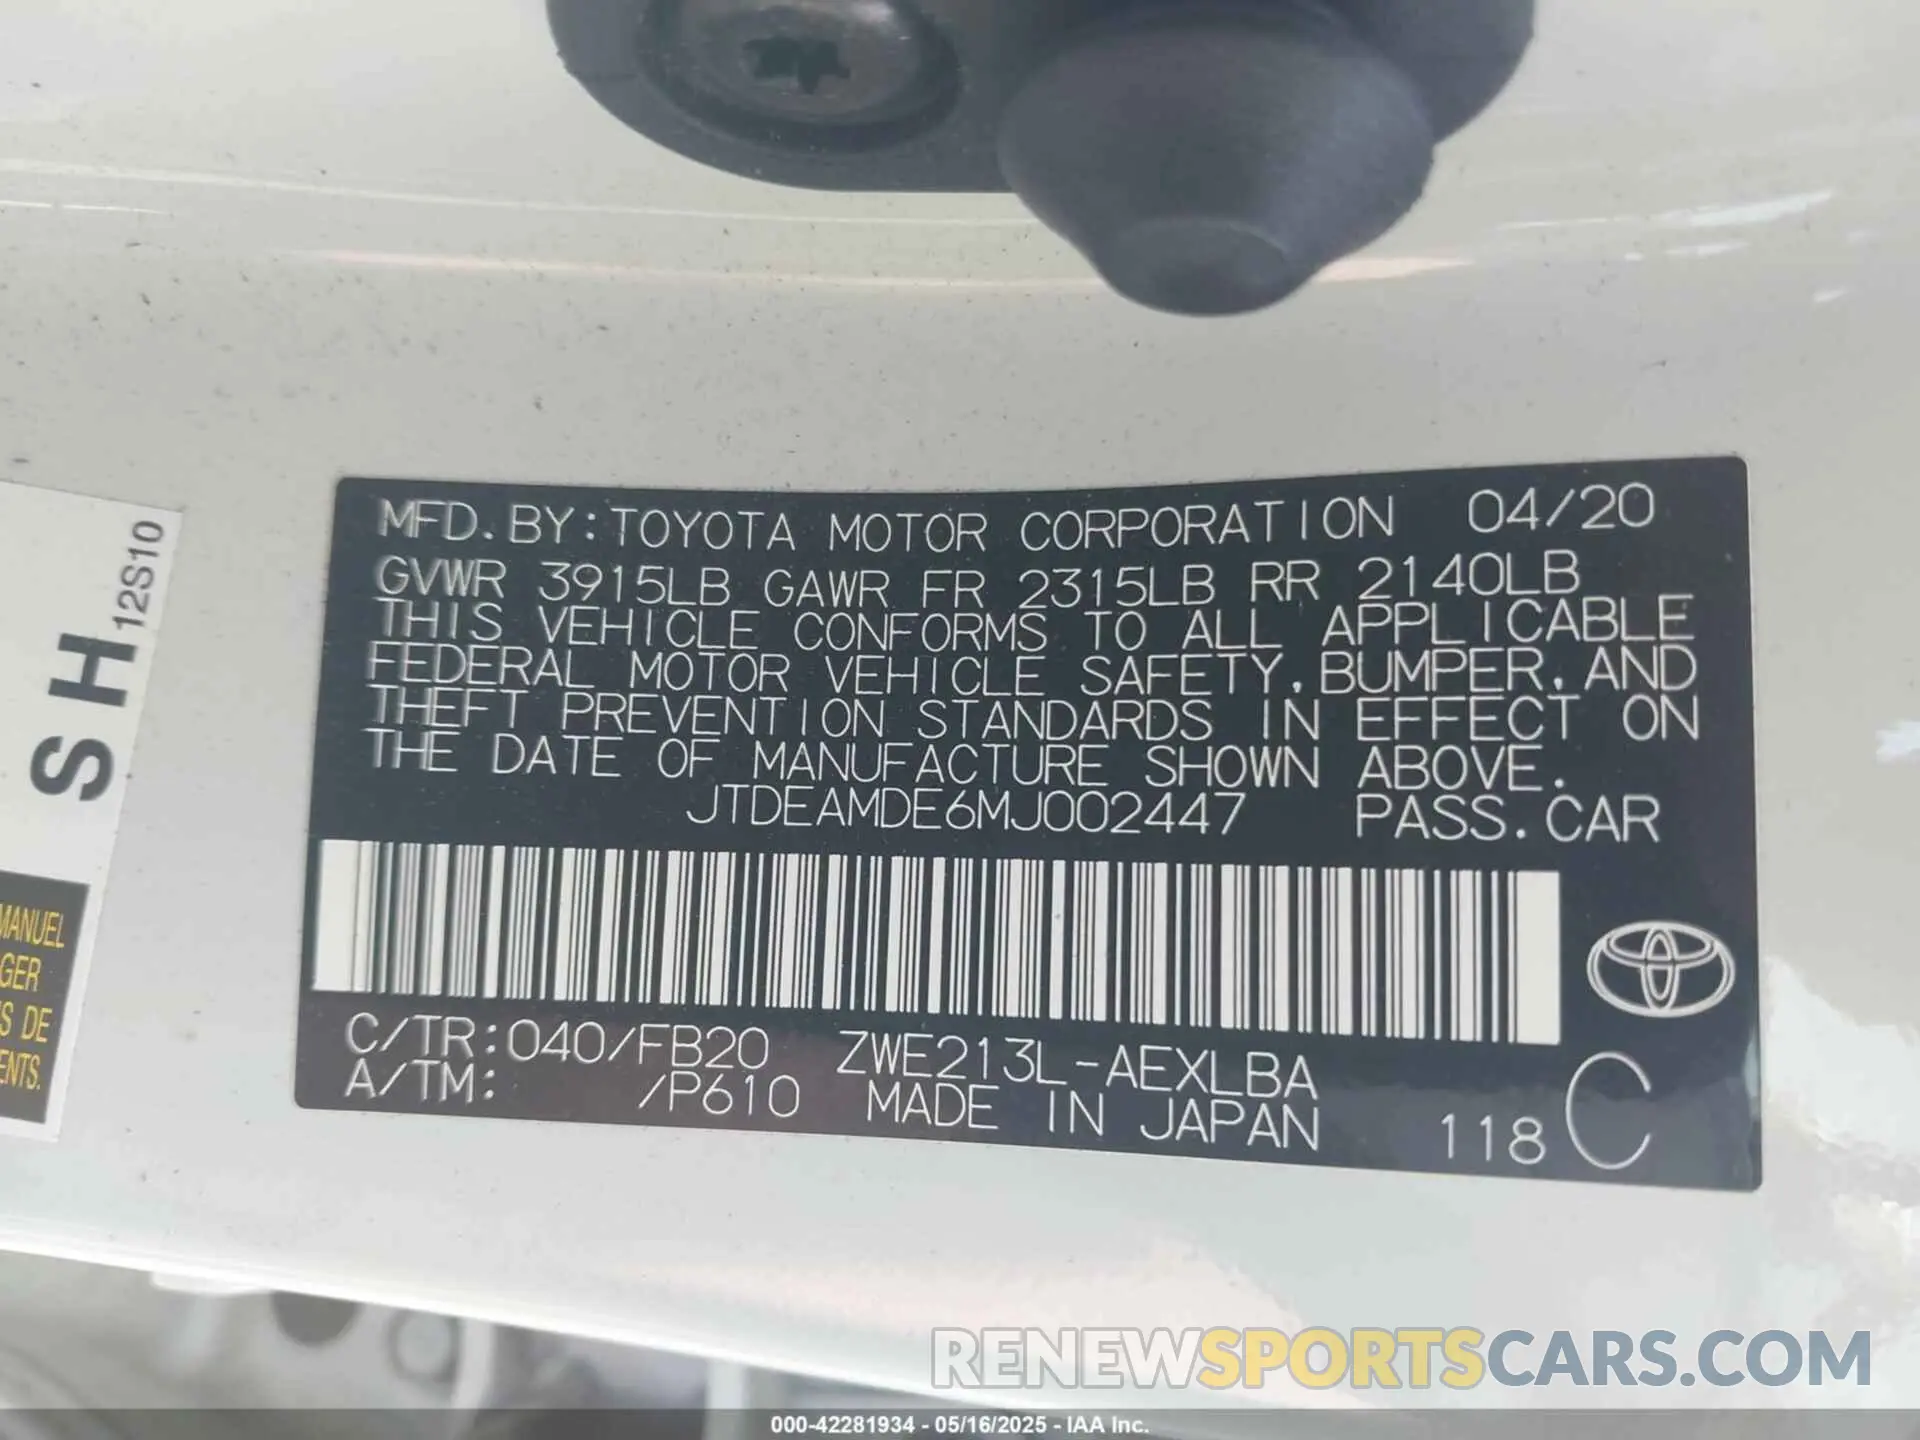 MFD. BY: TOYOTA MOTOR CORPORATION 04/20
GVWR 3915LB GAWR FR 2315LB RR 2140LB
THIS VEHICLE CONFORMS TO ALL APPLICABLE
FEDERAL MOTOR VEHICLE SAFETY, BUMPER, AND
THEFT PREVENTION STANDARDS IN EFFECT ON
THE DATE OF MANUFACTURE SHOWN ABOVE.
JTDEAMDE6MJ002447 PASS. CAR
C/TR: 040/FB20 ZWE213L-AEXLBA
A/TM: /P610 MADE IN JAPAN 118 C
SH 12S10
MANUEL
GER
S DE
ENTS.
RENEWSPORTSCARS.COM
000-42281934 - 05/16/2025 - IAA Inc.